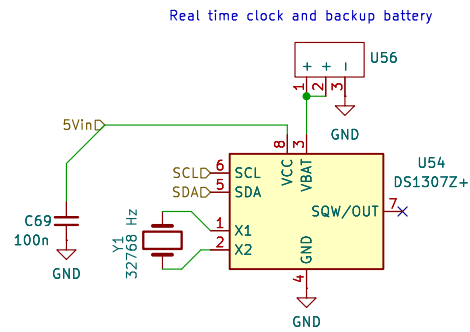 Real time clock and backup battery
+ + −
U56
1 2 3
GND
5Vin
8 3
VCC VBAT
U54
DS1307Z+
SCL 6 SCL
SDA 5 SDA
SQW/OUT 7
C69
100n
GND
Y1
32768 Hz
1 X1
2 X2
GND
4
GND